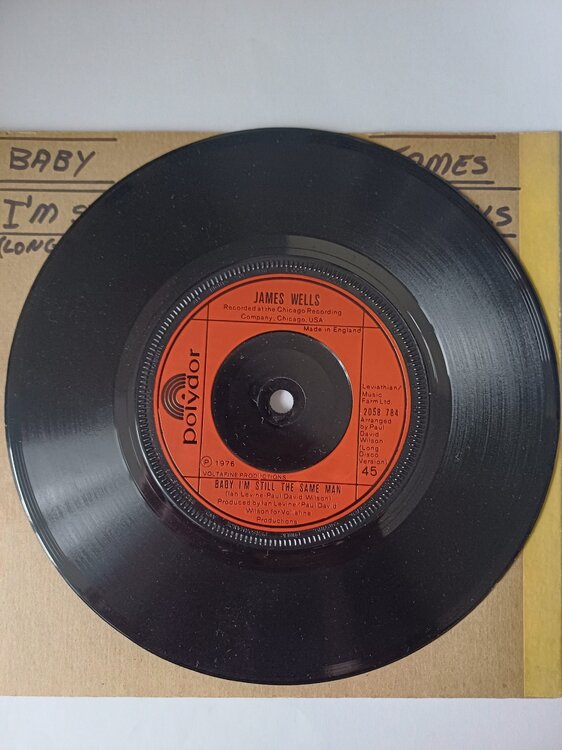 BABY JAMES
I'M S
(LONG
JAMES WELLS
Recorded at the Chicago Recording
Company, Chicago, USA
Made in England
polydor
Leviathan/
Music
Farm Ltd.
2058 784
Arranged
by Paul
David
Wilson
(Long
Disco
Version)
45
℗ 1976
VOLTAFINE PRODUCTIONS
BABY I'M STILL THE SAME MAN
(Ian Levine/Paul David Wilson)
Produced by Ian Levine/Paul David
Wilson for Voltafine
Productions